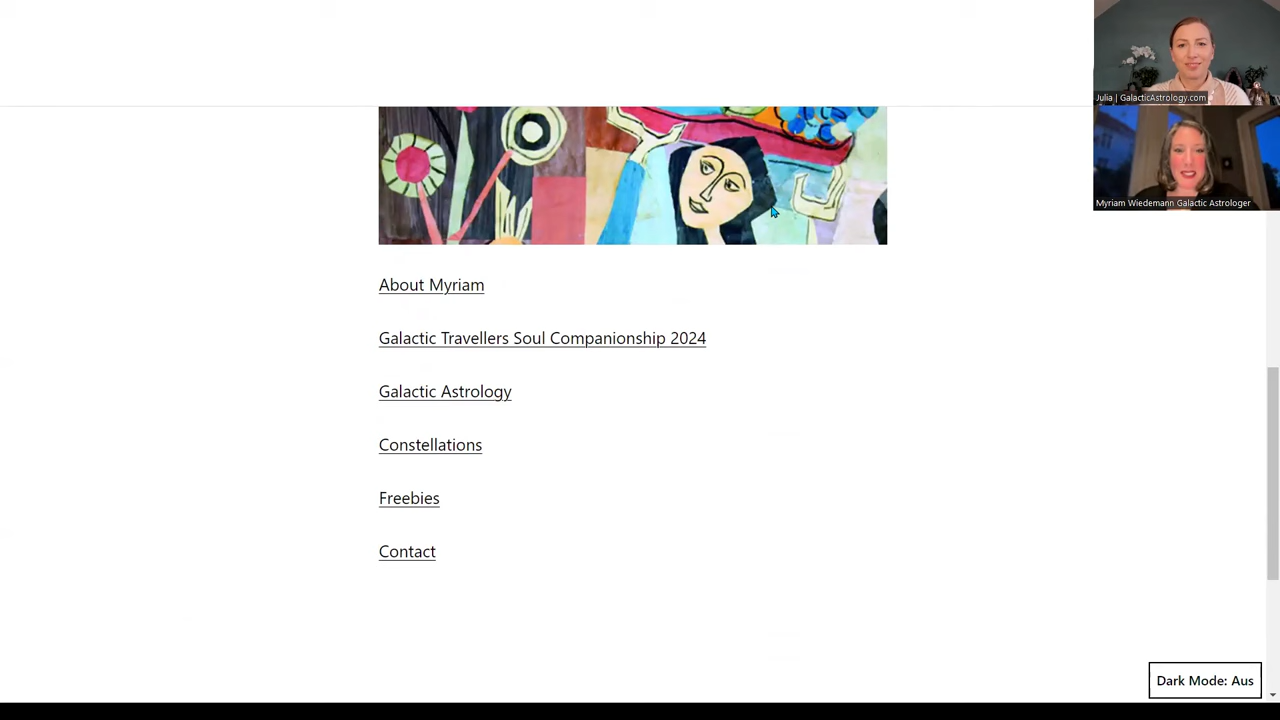 Julia | GalacticAstrology.com
Myriam Wiedemann Galactic Astrologer
About Myriam
Galactic Travellers Soul Companionship 2024
Galactic Astrology
Constellations
Freebies
Contact
Dark Mode: Aus